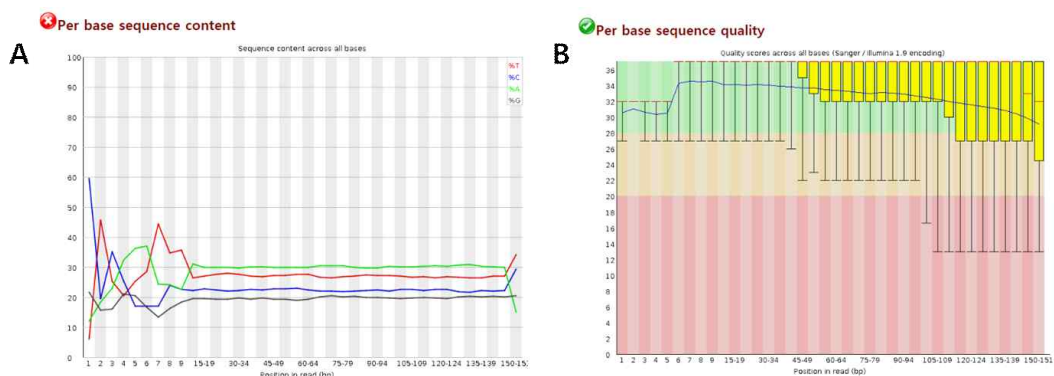 Per base sequence content
A
Sequence content across all bases
%T
%C
%A
%G
100
90
80
70
60
50
40
30
20
10
0
1 2 3 4 5 6 7 8 9 15-19 30-34 45-49 60-64 75-79 90-94 105-109 120-124 135-139 150-15
Position in read (bp)
Per base sequence quality
B
Quality scores across all bases (Sanger / Illumina 1.9 encoding)
36
34
32
30
28
26
24
22
20
18
16
14
12
10
8
6
4
2
0
1 2 3 4 5 6 7 8 9 15-19 30-34 45-49 60-64 75-79 90-94 105-109 120-124 135-139 150-151
Position in read (bp)